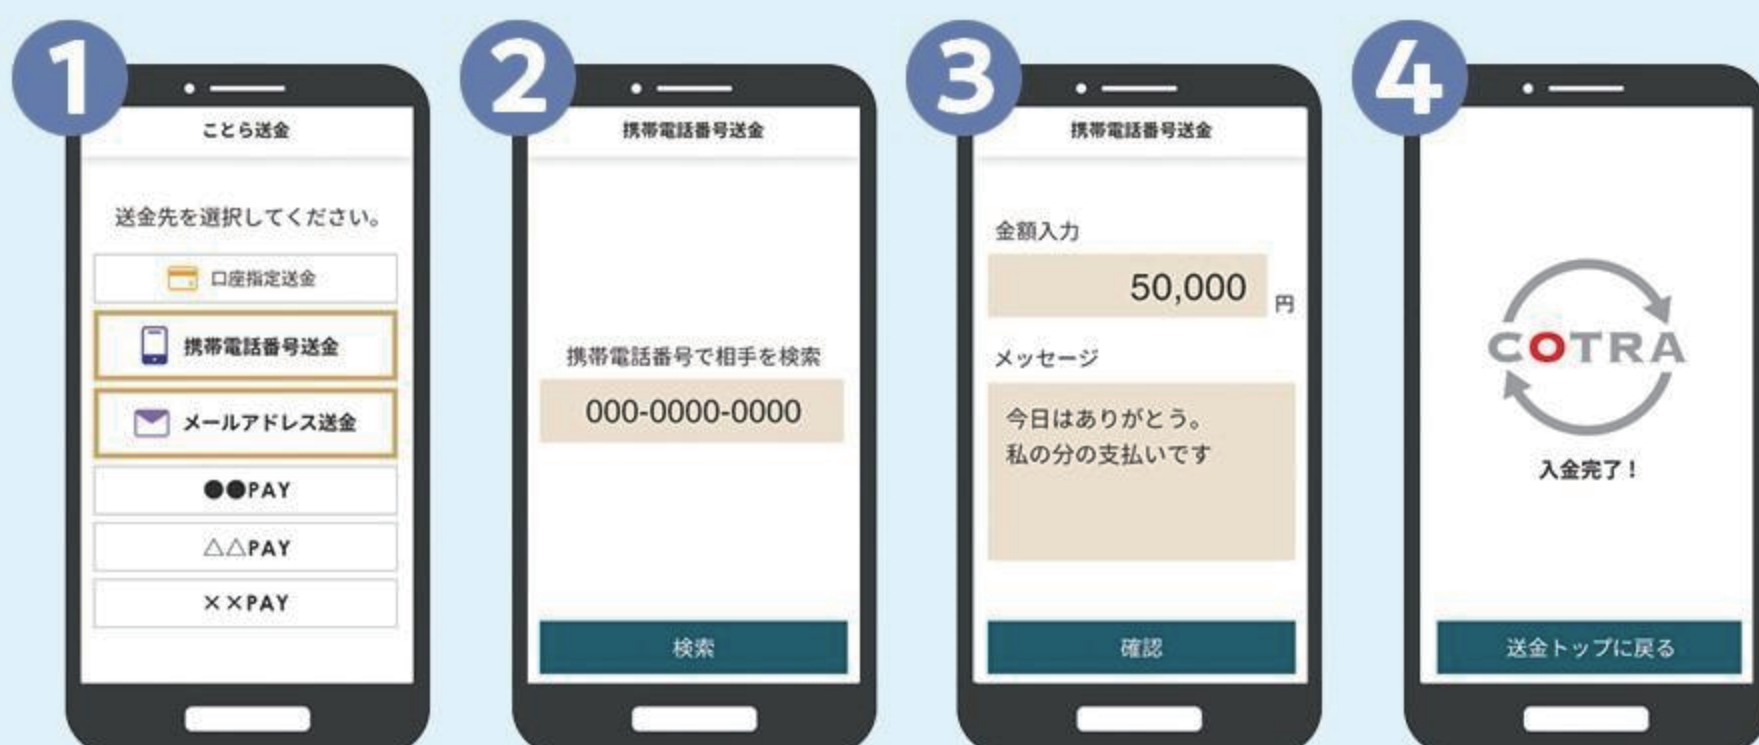 1
ことら送金
送金先を選択してください。
口座指定送金
携帯電話番号送金
メールアドレス送金
●●PAY
△△PAY
××PAY
2
携帯電話番号送金
携帯電話番号で相手を検索
000-0000-0000
検索
3
携帯電話番号送金
金額入力
50,000
円
メッセージ
今日はありがとう。
私の分の支払いです
確認
4
COTRA
入金完了！
送金トップに戻る